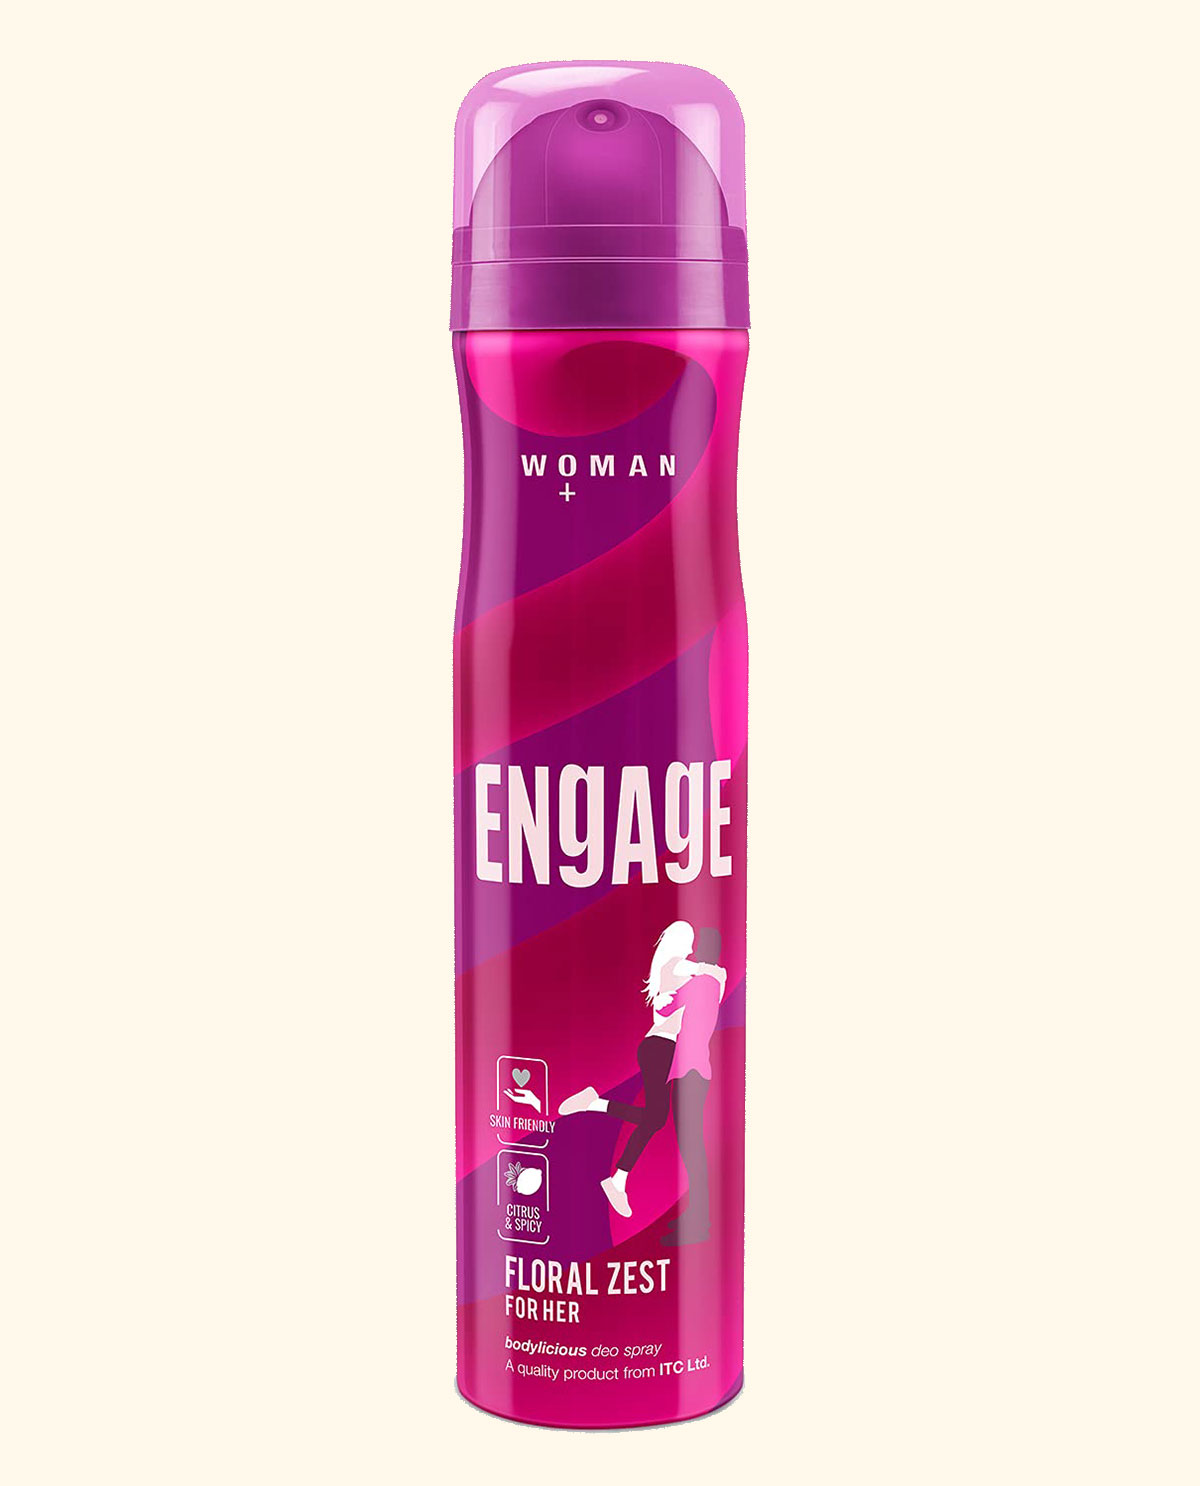 WOMAN
ENgAgE
SKIN FRIENDLY
CITRUS
& SPICY
FLORAL ZEST
FOR HER
bodylicious deo spray
A quality product from ITC Ltd.